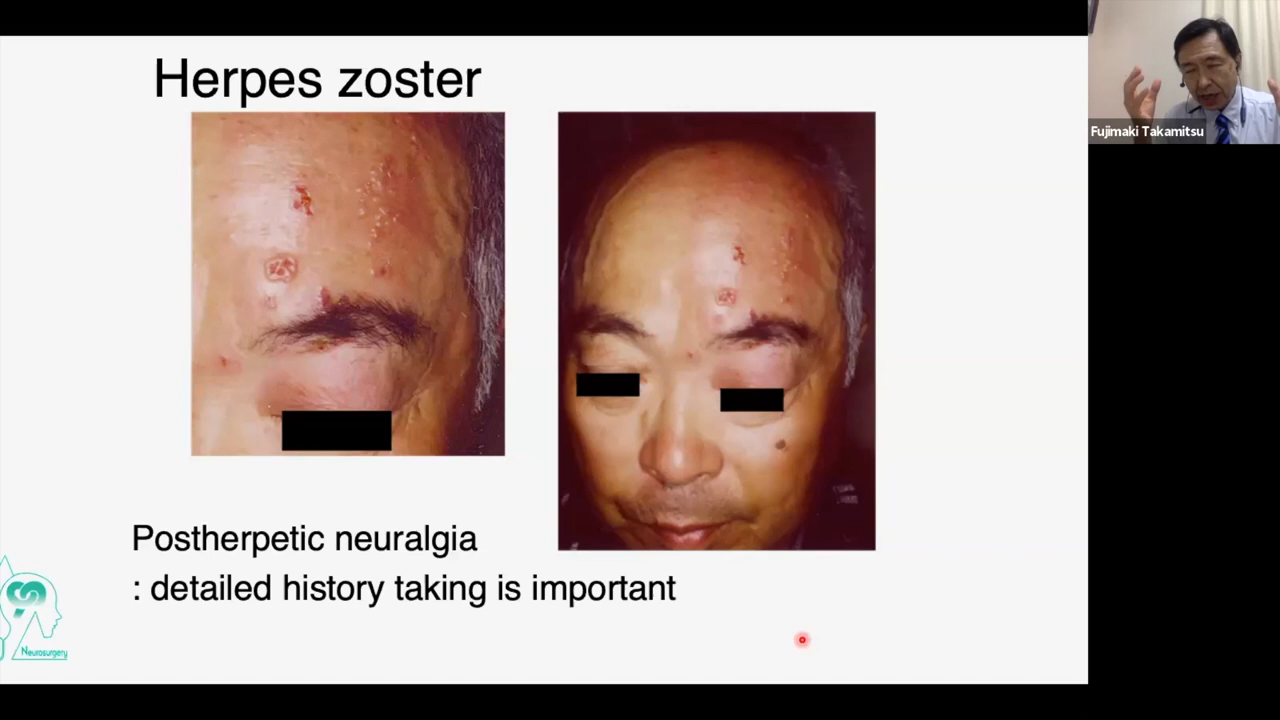 Herpes zoster
Fujimaki Takamitsu
Postherpetic neuralgia
: detailed history taking is important
Neurosurgery